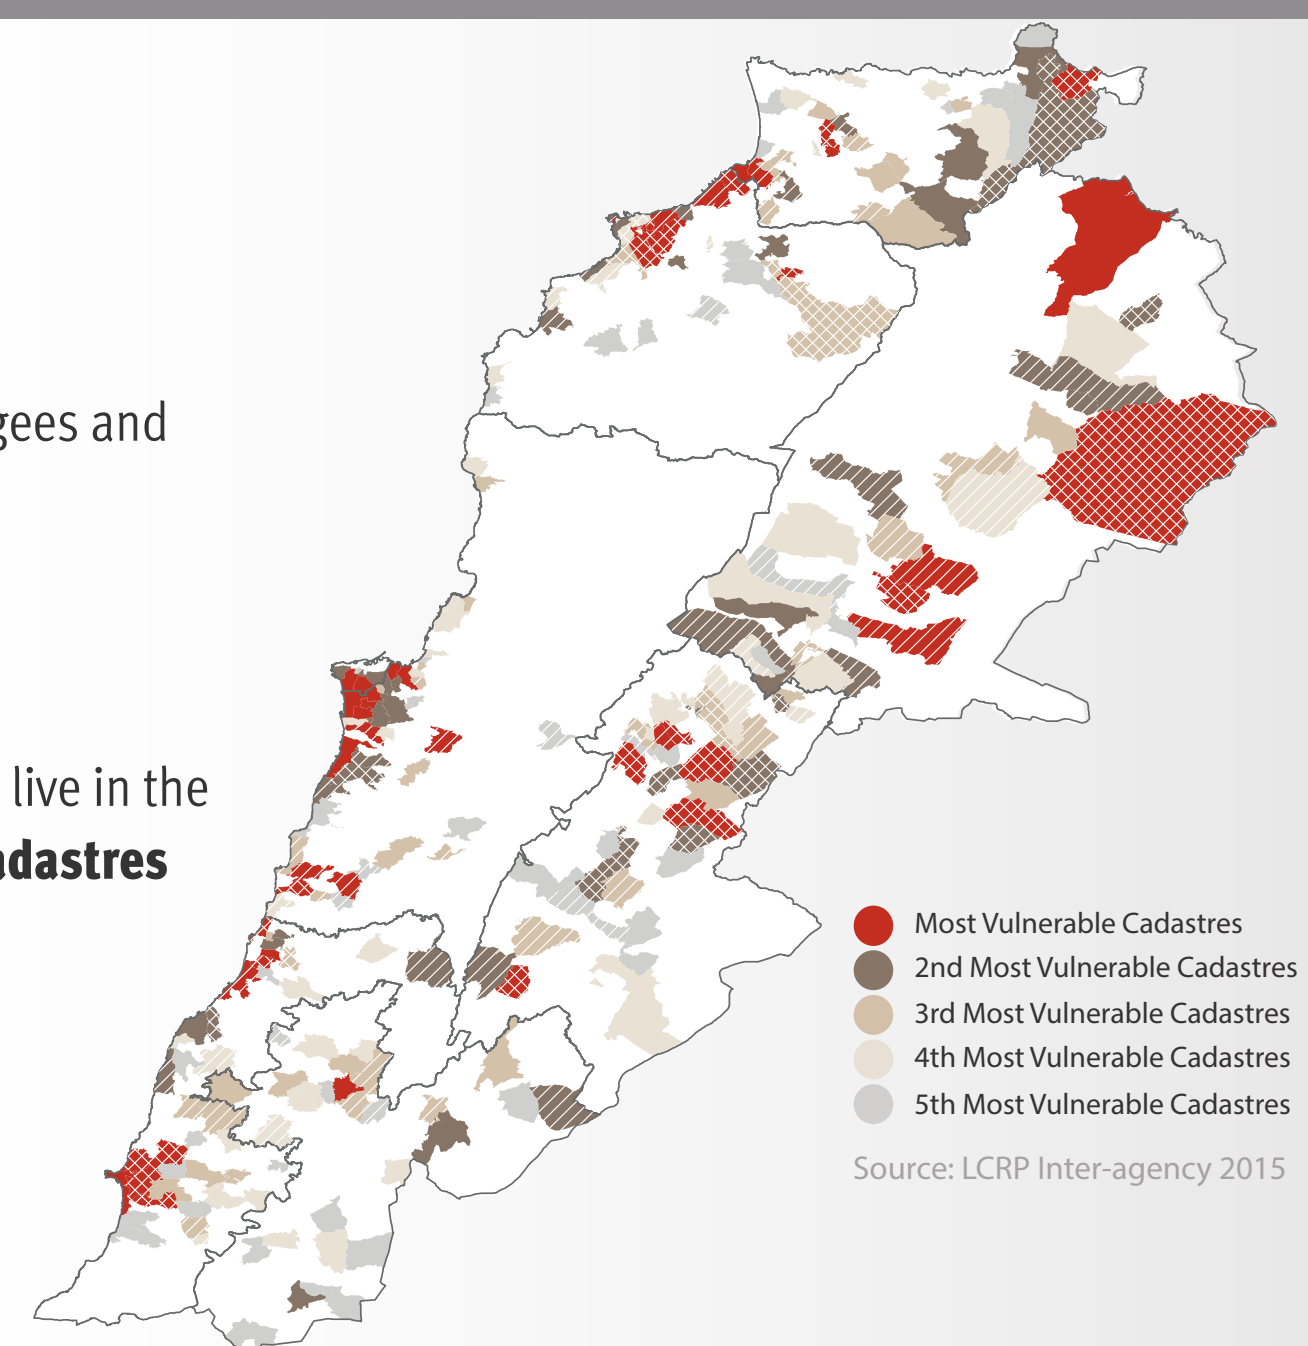 gees and
live in the
adastres
Most Vulnerable Cadastres
2nd Most Vulnerable Cadastres
3rd Most Vulnerable Cadastres
4th Most Vulnerable Cadastres
5th Most Vulnerable Cadastres
Source: LCRP Inter-agency 2015